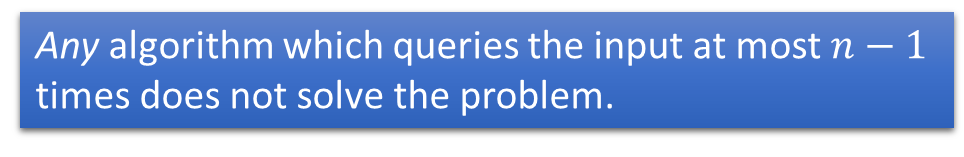 Any algorithm which queries the input at most n − 1
times does not solve the problem.